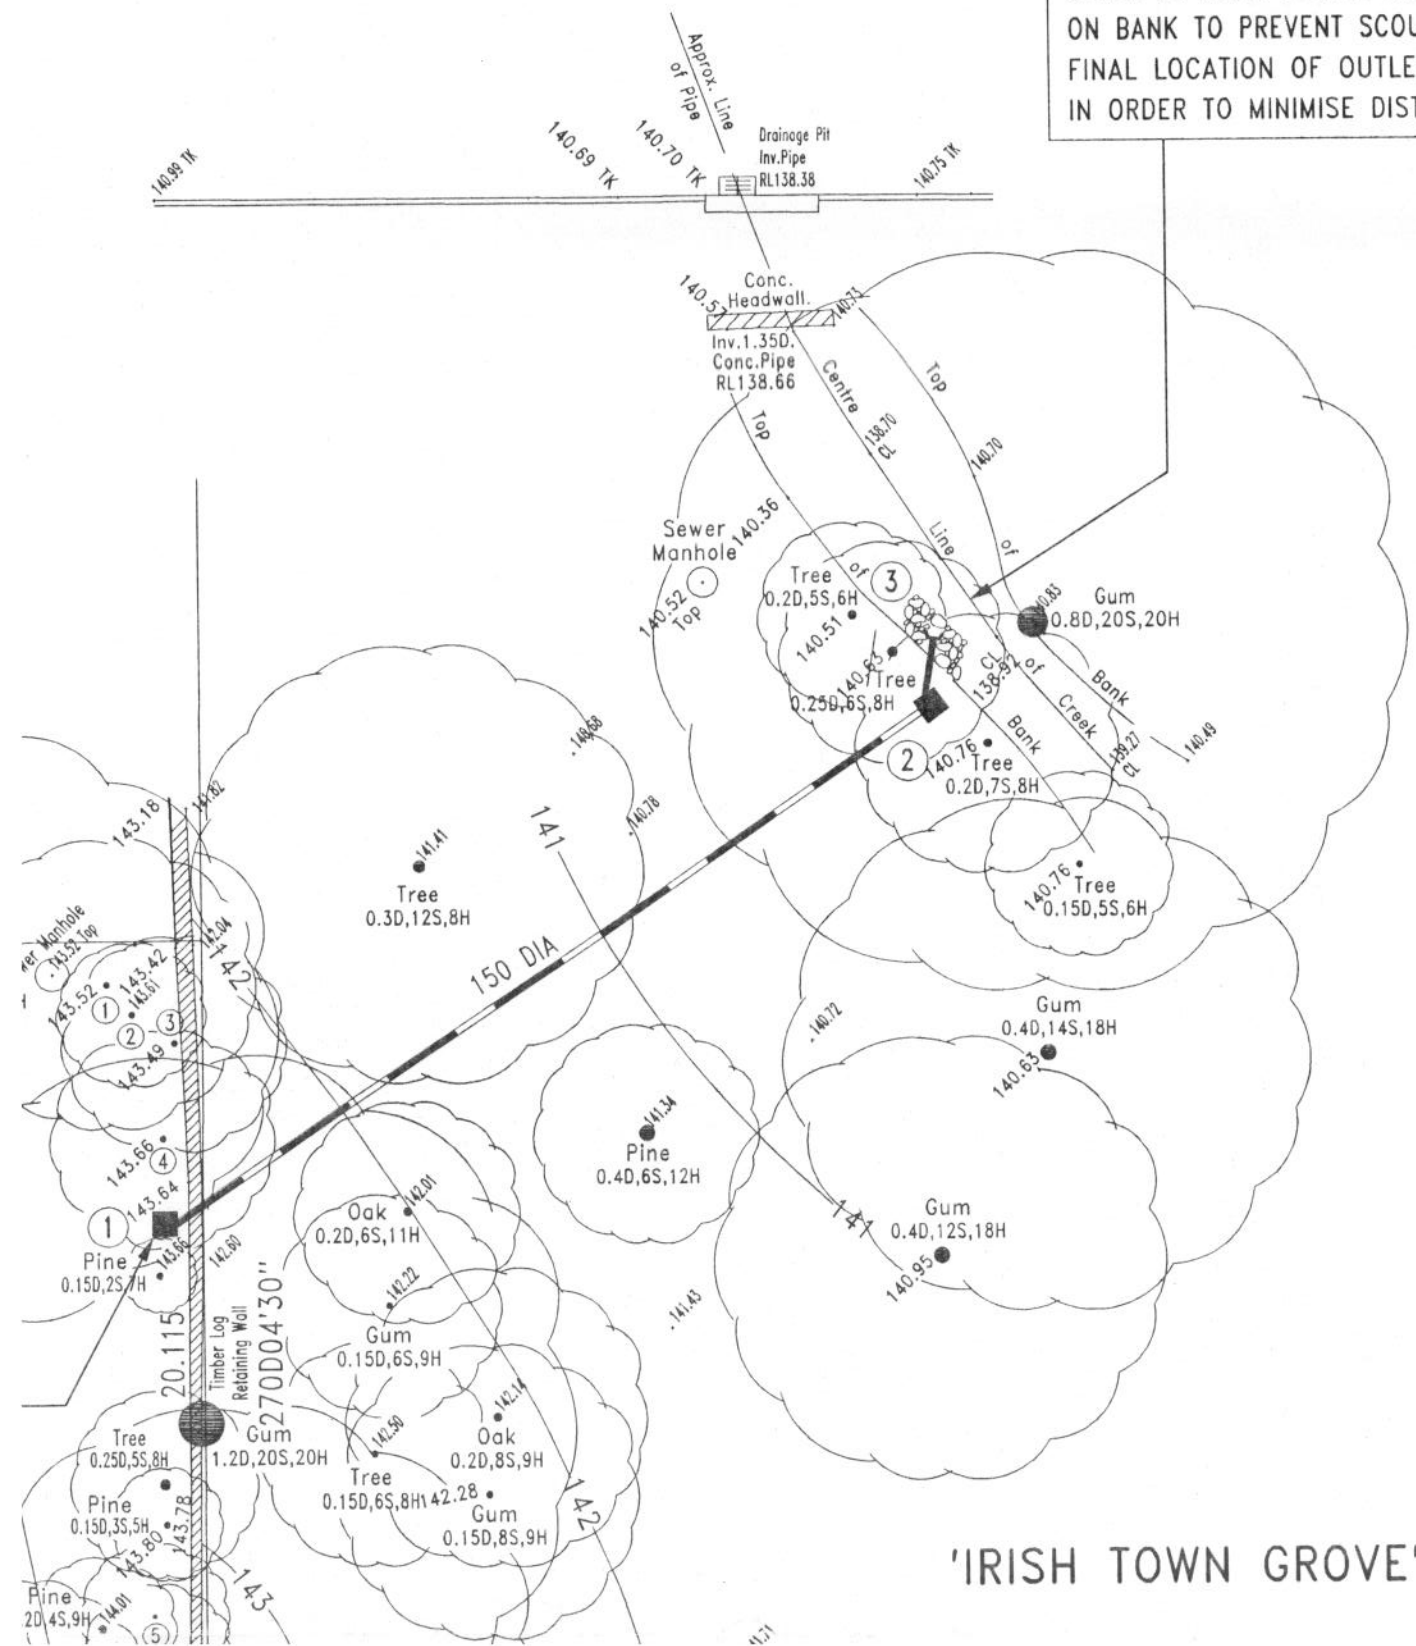 ON BANK TO PREVENT SCOU
FINAL LOCATION OF OUTLE
IN ORDER TO MINIMISE DIST
Approx. Line
of Pipe
140.99 TK
140.69 TK
140.70 TK
Drainage Pit
Inv.Pipe
RL138.38
140.75 TK
Conc.
Headwall.
140.57
140.73
Inv.1.35D.
Conc.Pipe
RL138.66
Centre
Line
of
Creek
Top
of
Bank
Top
of
Bank
138.70
CL
140.70
140.36
Sewer
Manhole
140.52
Top
Tree
0.2D,5S,6H
140.51
3
140.63
Tree
0.25D,6S,8H
CL
138.92
140.83
Gum
0.8D,20S,20H
2
140.76
Tree
0.2D,7S,8H
139.27
CL
140.49
140.76
Tree
0.15D,5S,6H
140.78
141
141.41
Tree
0.3D,12S,8H
143.18
141.82
er Manhole
143.52 Top
142.04
142
143.42
143.52
143.61
1
2
3
143.49
150 DIA
140.72
Gum
0.4D,14S,18H
140.63
143.66
4
143.64
1
Pine
0.15D,2S,7H
143.66
142.60
142.01
Oak
0.2D,6S,11H
142.22
Gum
0.15D,6S,9H
141.34
Pine
0.4D,6S,12H
141
Gum
0.4D,12S,18H
140.95
141.43
20.115
Timber Log
Retaining Wall
270D04'30"
Gum
1.2D,20S,20H
Tree
0.25D,5S,8H
Pine
0.15D,3S,5H
143.78
143.80
142.50
Tree
0.15D,6S,8H
142.14
Oak
0.2D,8S,9H
142.28
Gum
0.15D,8S,9H
142
143
Pine
2D,4S,9H
144.01
5
'IRISH TOWN GROVE'